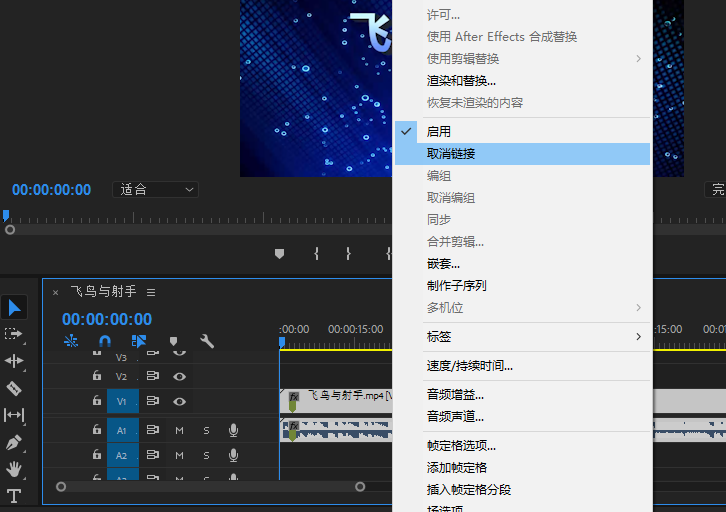 飞
许可...
使用 After Effects 合成替换
使用剪辑替换
渲染和替换...
恢复未渲染的内容
启用
取消链接
编组
取消编组
同步
合并剪辑...
嵌套...
制作子序列
多机位
标签
速度/持续时间...
音频增益...
音频声道...
帧定格选项...
添加帧定格
插入帧定格分段
场选项
00:00:00:00
适合
完
× 飞鸟与射手
00:00:00:00
:00:00
00:00:15:00
:15:00
00:01
V3
V2
V1
fx 飞鸟与射手.mp4 [V
A1 M S
fx
A2 M S
T